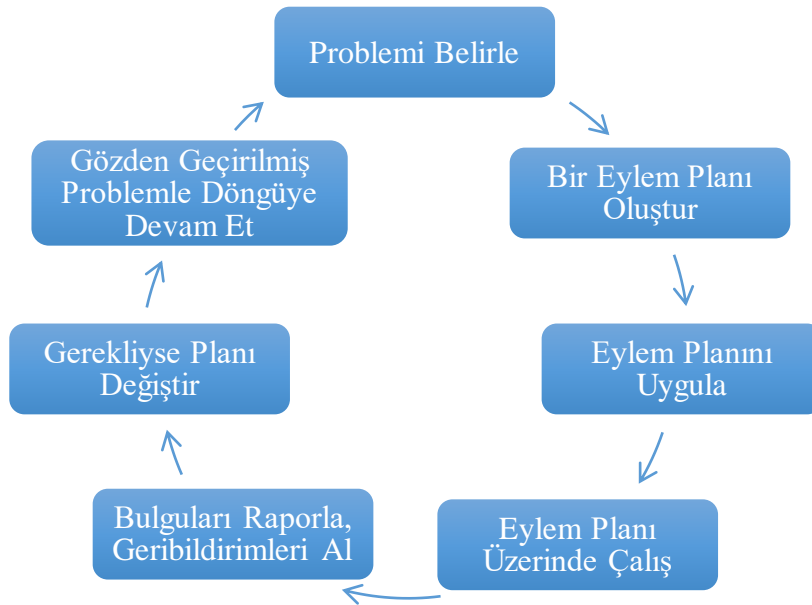 Problemi Belirle
Bir Eylem Planı
Oluştur
Eylem Planını
Uygula
Eylem Planı
Üzerinde Çalış
Bulguları Raporla,
Geribildirimleri Al
Gerekliyse Planı
Değiştir
Gözden Geçirilmiş
Problemle Döngüye
Devam Et